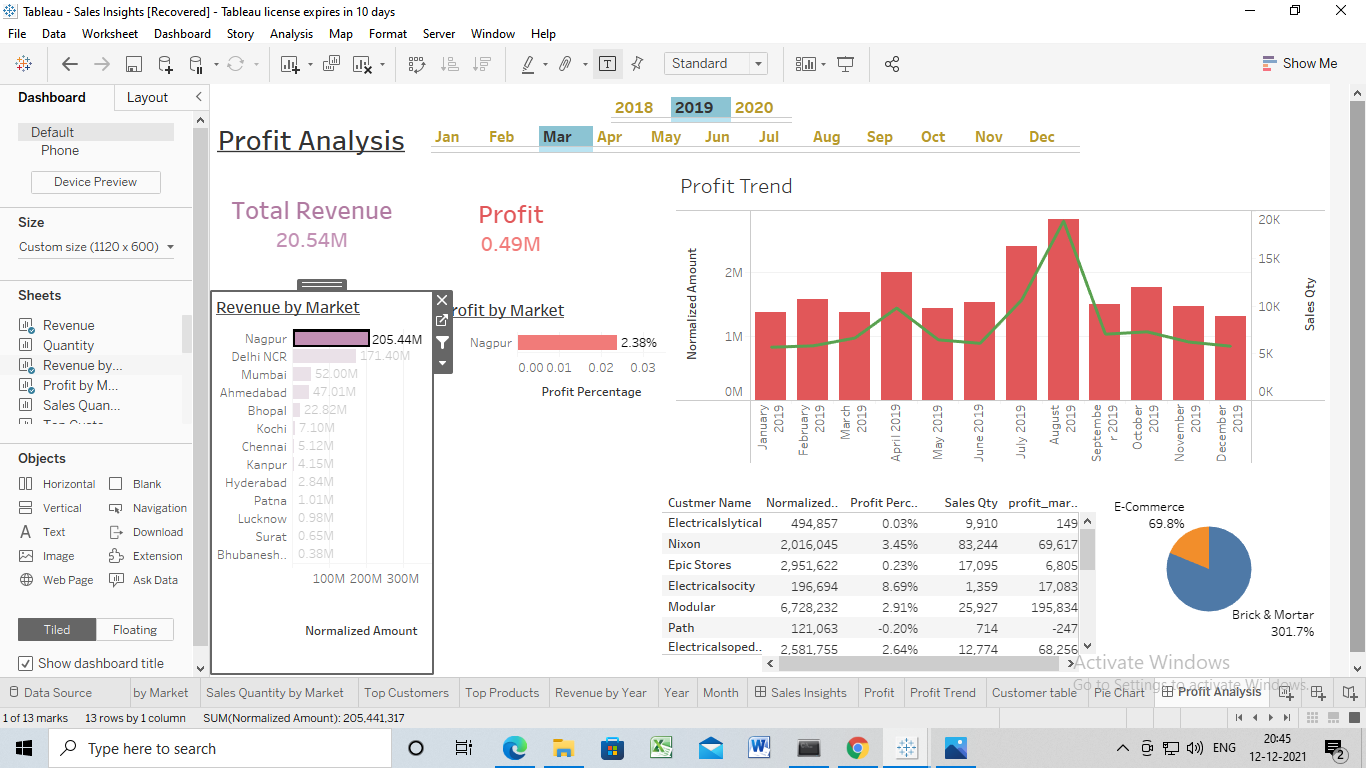 Tableau - Sales Insights [Recovered] - Tableau license expires in 10 days
File Data Worksheet Dashboard Story Analysis Map Format Server Window Help
Standard
Show Me
Dashboard Layout
Default
Phone
Device Preview
Size
Custom size (1120 x 600)
Sheets
Revenue
Quantity
Revenue by...
Profit by M...
Sales Quan...
Objects
Horizontal Blank
Vertical Navigation
Text Download
Image Extension
Web Page Ask Data
Tiled Floating
Show dashboard title
2018 2019 2020
Profit Analysis
Jan Feb Mar Apr May Jun Jul Aug Sep Oct Nov Dec
Total Revenue
20.54M
Profit
0.49M
Revenue by Market
Nagpur 205.44M
Delhi NCR 171.40M
Mumbai 52.00M
Ahmedabad 47.01M
Bhopal 22.82M
Kochi 7.10M
Chennai 5.12M
Kanpur 4.15M
Hyderabad 2.84M
Patna 1.01M
Lucknow 0.98M
Surat 0.65M
Bhubanesh.. 0.38M
100M 200M 300M
Normalized Amount
rofit by Market
Nagpur 2.38%
0.00 0.01 0.02 0.03
Profit Percentage
Profit Trend
Normalized Amount
2M
1M
0M
20K
15K
10K
5K
0K
Sales Qty
January 2019
February 2019
March 2019
April 2019
May 2019
June 2019
July 2019
August 2019
Septembe r 2019
October 2019
November 2019
December 2019
Custmer Name Normalized.. Profit Perc.. Sales Qty profit_mar..
Electricalslytical 494,857 0.03% 9,910 149
Nixon 2,016,045 3.45% 83,244 69,617
Epic Stores 2,951,622 0.23% 17,095 6,805
Electricalsocity 196,694 8.69% 1,359 17,083
Modular 6,728,232 2.91% 25,927 195,834
Path 121,063 -0.20% 714 -247
Electricalsoped.. 2,581,755 2.64% 12,774 68,256
E-Commerce
69.8%
Brick & Mortar
301.7%
Activate Windows
Go to Settings to activate Windows.
Data Source by Market Sales Quantity by Market Top Customers Top Products Revenue by Year Year Month Sales Insights Profit Profit Trend Customer table Pie Chart Profit Analysis
1 of 13 marks 13 rows by 1 column SUM(Normalized Amount): 205,441,317
Type here to search
ENG
20:45
12-12-2021
2